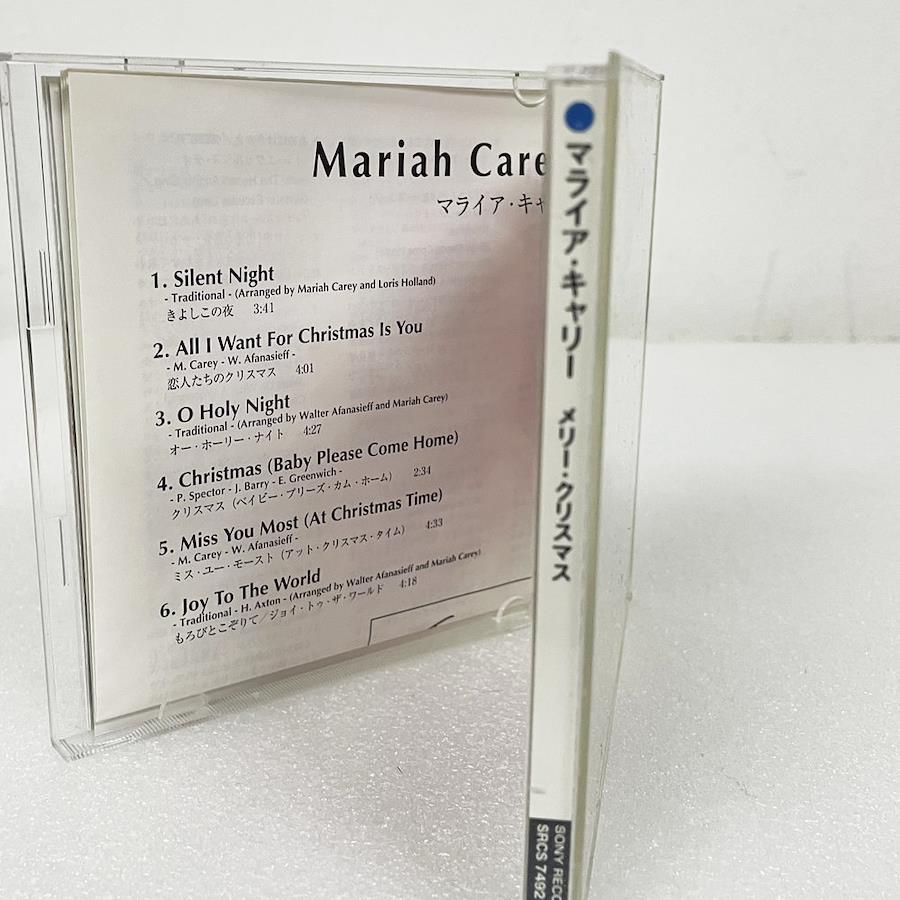 Mariah Care
マライア・キャ
1. Silent Night
- Traditional - (Arranged by Mariah Carey and Loris Holland)
きよしこの夜 3:41
2. All I Want For Christmas Is You
- M. Carey - W. Afanasieff -
恋人たちのクリスマス 4:01
3. O Holy Night
- Traditional - (Arranged by Walter Afanasieff and Mariah Carey)
オー・ホーリー・ナイト 4:27
4. Christmas (Baby Please Come Home)
- P. Spector - J. Barry - E. Greenwich -
クリスマス（ベイビー・プリーズ・カム・ホーム） 2:34
5. Miss You Most (At Christmas Time)
- M. Carey - W. Afanasieff -
ミス・ユー・モースト（アット・クリスマス・タイム） 4:33
6. Joy To The World
- Traditional - H. Axton - (Arranged by Walter Afanasieff and Mariah Carey)
もろびとこぞりて／ジョイ・トゥ・ザ・ワールド 4:18
マライア・キャリー メリー・クリスマス
SONY RECO
SRCS 7492